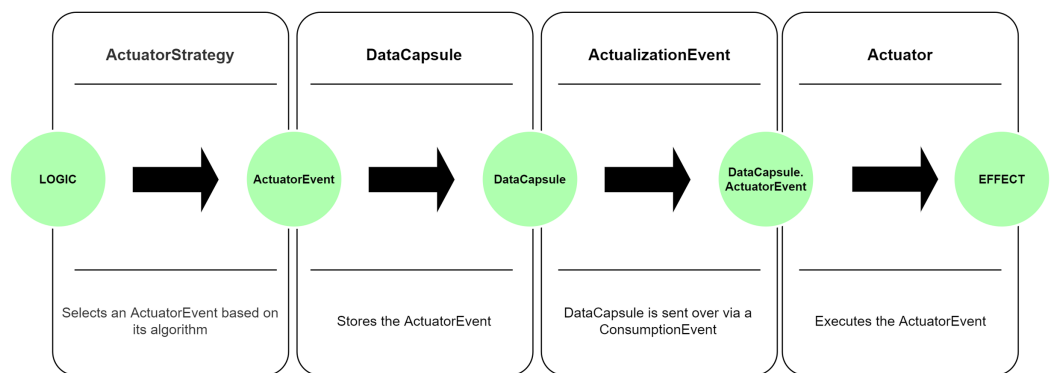 ActuatorStrategy
DataCapsule
ActualizationEvent
Actuator
LOGIC
ActuatorEvent
DataCapsule
DataCapsule.
ActuatorEvent
EFFECT
Selects an ActuatorEvent based on
its algorithm
Stores the ActuatorEvent
DataCapsule is sent over via a
ConsumptionEvent
Executes the ActuatorEvent